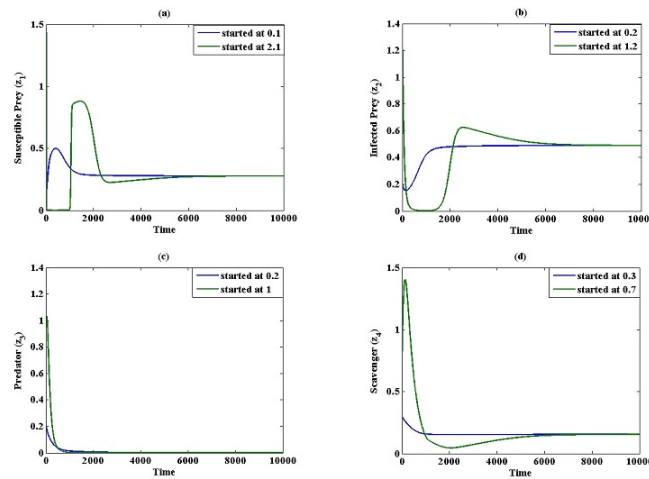 (a)
started at 0.1
started at 2.1
Susceptible Prey (z1)
1.5
1
0.5
0
0 2000 4000 6000 8000 10000
Time
(b)
started at 0.2
started at 1.2
Infected Prey (z2)
1.4
1.2
1
0.8
0.6
0.4
0.2
0
0 2000 4000 6000 8000 10000
Time
(c)
started at 0.2
started at 1
Predator (z3)
1.4
1.2
1
0.8
0.6
0.4
0.2
0
0 2000 4000 6000 8000 10000
Time
(d)
started at 0.3
started at 0.7
Scavenger (z4)
1.5
1
0.5
0
0 2000 4000 6000 8000 10000
Time